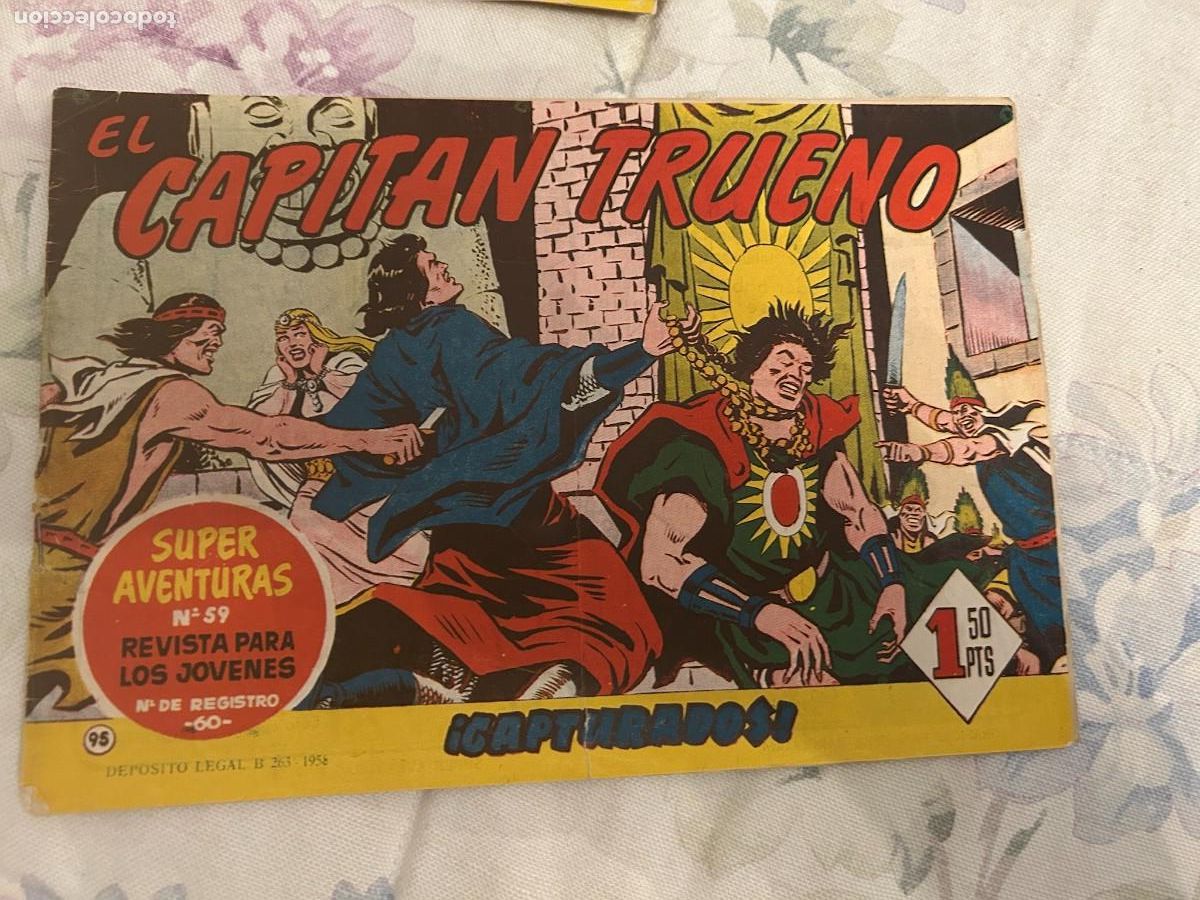 todocoleccion
EL
CAPITAN TRUENO
SUPER
AVENTURAS
Nº 59
REVISTA PARA
LOS JOVENES
Nº DE REGISTRO
-60-
95
DEPOSITO LEGAL B 263 - 1958
¡CAPTURADOS!
1 50
PTS